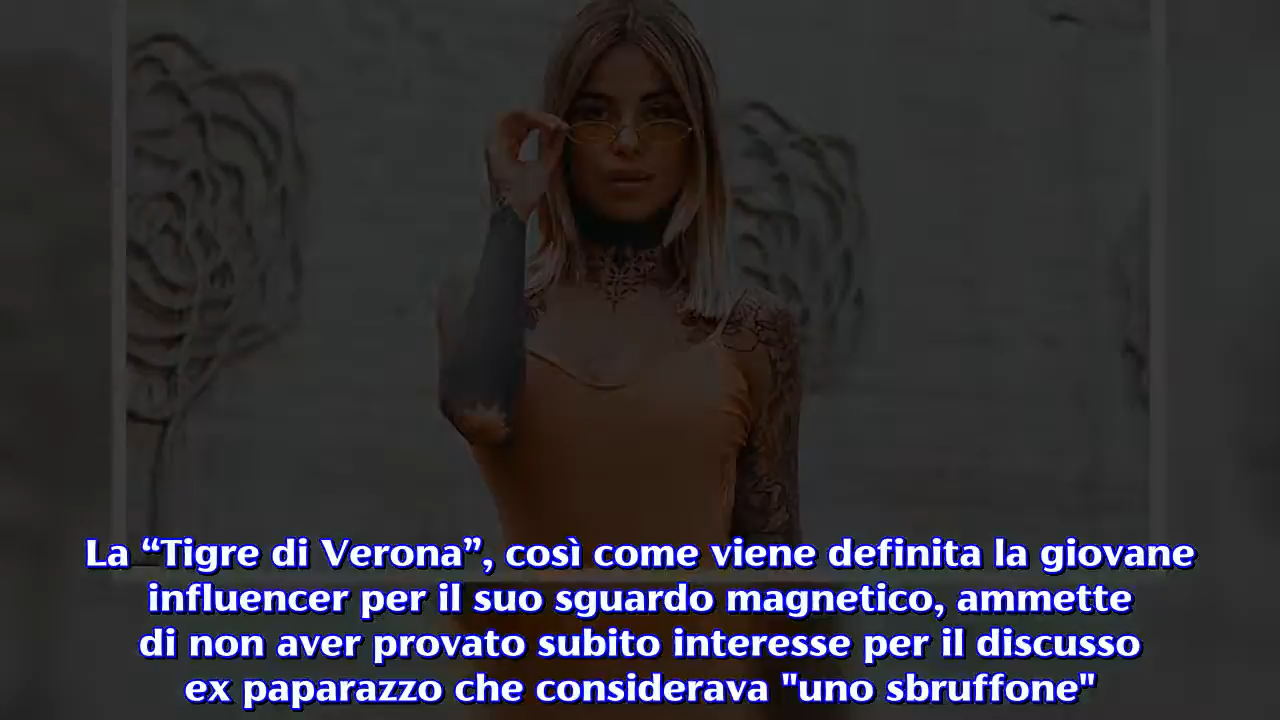 La “Tigre di Verona”, così come viene definita la giovane
influencer per il suo sguardo magnetico, ammette
di non aver provato subito interesse per il discusso
ex paparazzo che considerava "uno sbruffone"